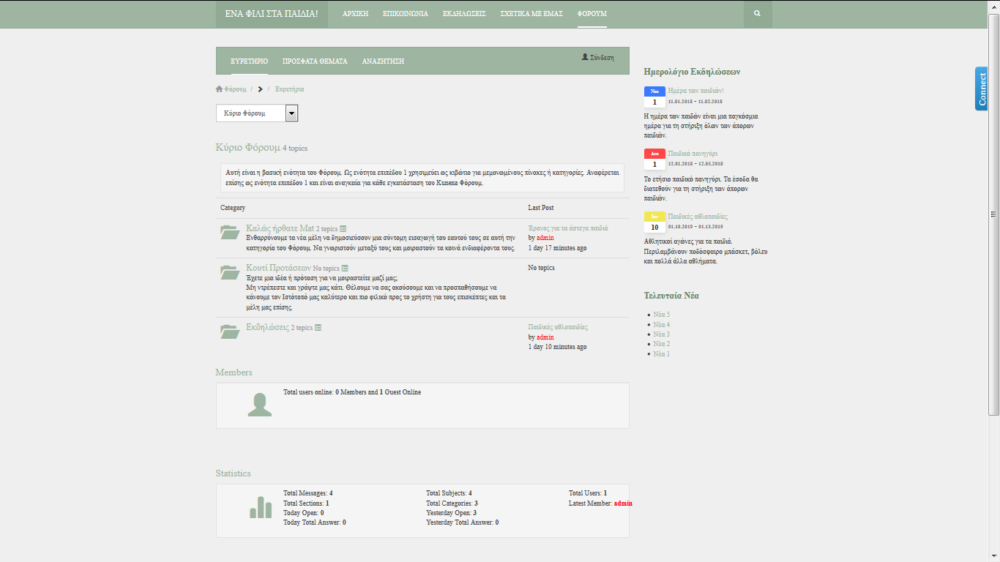 ΕΝΑ ΦΙΛΙ ΣΤΑ ΠΑΙΔΙΑ! ΑΡΧΙΚΗ ΕΠΙΚΟΙΝΩΝΙΑ ΕΚΔΗΛΩΣΕΙΣ ΣΧΕΤΙΚΑ ΜΕ ΕΜΑΣ ΦΟΡΟΥΜ
ΕΥΡΕΤΗΡΙΟ ΠΡΟΣΦΑΤΑ ΘΕΜΑΤΑ ΑΝΑΖΗΤΗΣΗ Σύνδεση
Φόρουμ / / Ευρετήριο
Κύριο Φόρουμ
Κύριο Φόρουμ 4 topics
Αυτή είναι η βασική ενότητα του Φόρουμ. Ως ενότητα επιπέδου 1 χρησιμεύει ως κιβώτιο για μεμονωμένους πίνακες ή κατηγορίες. Αναφέρεται
επίσης ως ενότητα επιπέδου 1 και είναι αναγκαία για κάθε εγκατάσταση του Kunena Φόρουμ.
Category Last Post
Καλώς ήρθατε Mat 2 topics
Ενθαρρύνουμε τα νέα μέλη να δημοσιεύσουν μια σύντομη εισαγωγή του εαυτού τους σε αυτή την
κατηγορία του Φόρουμ. Να γνωριστούν μεταξύ τους και μοιραστούν τα κοινά ενδιαφέροντα τους.
Έρανος για τα άστεγα παιδιά
by admin
1 day 17 minutes ago
Κουτί Προτάσεων No topics
Έχετε μια ιδέα ή πρόταση για να μοιραστείτε μαζί μας;
Μη ντρέπεστε και γράψτε μας κάτι. Θέλουμε να σας ακούσουμε και να προσπαθήσουμε να
κάνουμε τον Ιστότοπό μας καλύτερο και πιο φιλικό προς το χρήστη για τους επισκέπτες και τα
μέλη μας επίσης.
No topics
Εκδηλώσεις 2 topics
Παιδικές αθλοπαιδίες
by admin
1 day 10 minutes ago
Members
Total users online: 0 Members and 1 Guest Online
Statistics
Total Messages: 4 Total Subjects: 4 Total Users: 1
Total Sections: 1 Total Categories: 3 Latest Member: admin
Today Open: 0 Yesterday Open: 3
Today Total Answer: 0 Yesterday Total Answer: 0
Ημερολόγιο Εκδηλώσεων
Νοε
1
Ημέρα των παιδιών!
11.01.2018 - 11.02.2018
Η ημέρα των παιδών είναι μια παγκόσμια
ημέρα για τη στήριξη όλων των άπορων
παιδιών.
Δεκ
1
Παιδικό πανηγύρι
12.01.2018 - 12.05.2018
Το ετήσιο παιδικό πανηγύρι. Τα έσοδα θα
διατεθούν για τη στήριξη των άπορων
παιδιών.
Ιαν
10
Παιδικές αθλοπαιδίες
01.10.2019 - 01.13.2019
Αθλητικοί αγώνες για τα παιδιά.
Περιλαμβάνουν ποδόσφαιρο μπάσκετ, βόλευ
και πολλά άλλα αθλήματα.
Τελευταία Νέα
Νέα 5
Νέα 4
Νέα 3
Νέα 2
Νέα 1
Connect